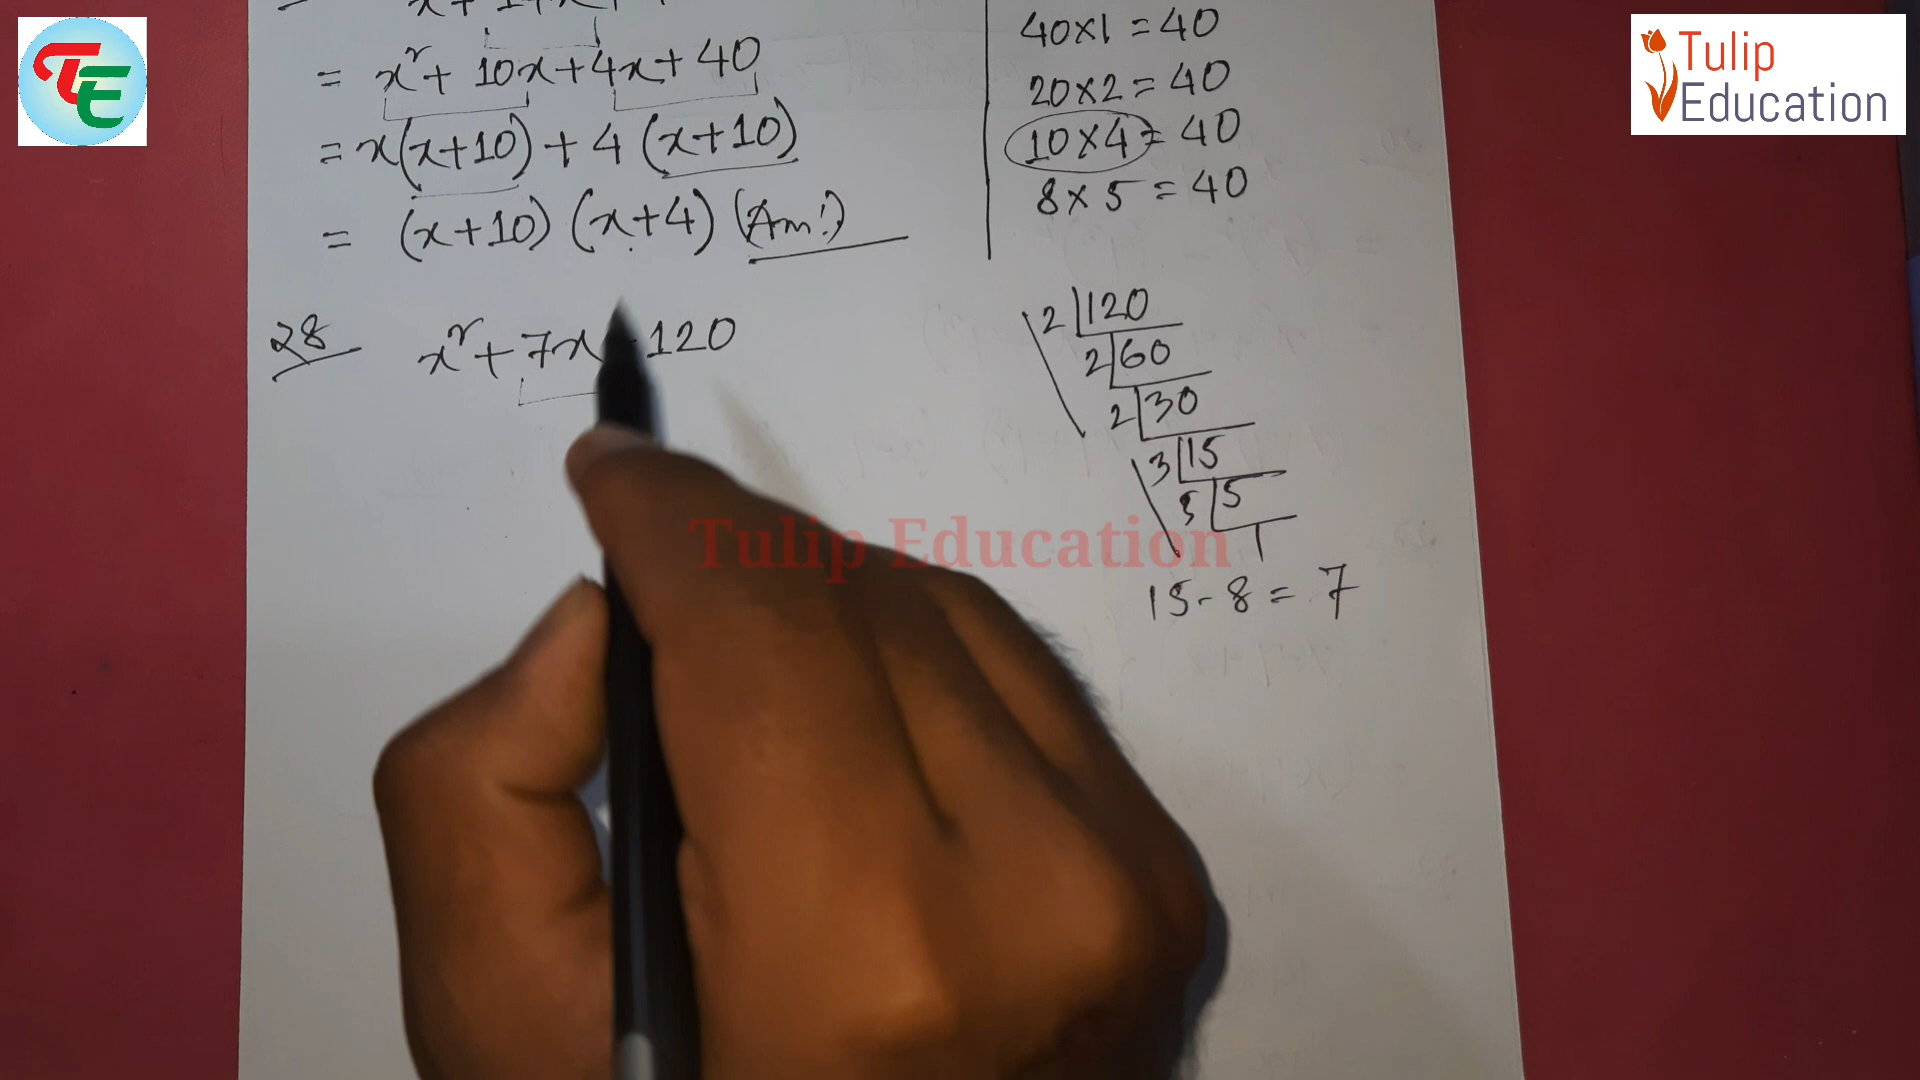 TE
Tulip
Education
= x² + 10x + 4x + 40
= x(x+10) + 4 (x+10)
= (x+10) (x+4) (Ans:)
40×1 = 40
20×2 = 40
10×4 = 40
8×5 = 40
28 x² + 7x - 120
2 120
2 60
2 30
3 15
5 5
1
15 - 8 = 7
Tulip Education